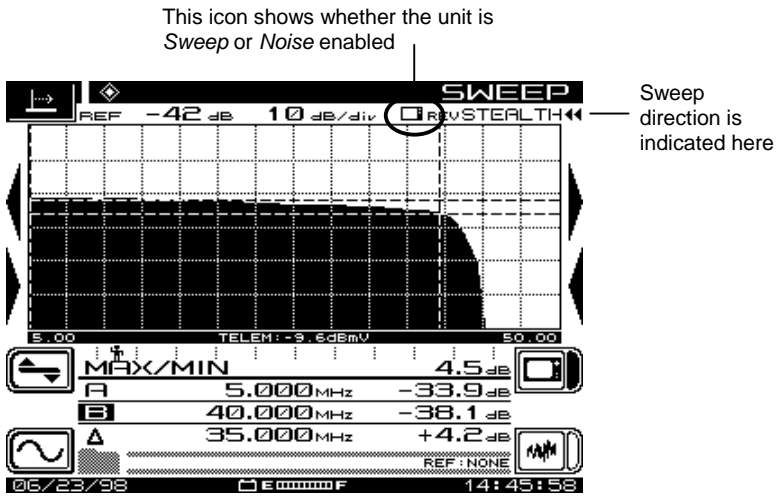 This icon shows whether the unit is
Sweep or Noise enabled
SWEEP
REF -42 dB 10 dB/div REVSTEALTH
Sweep
direction is
indicated here
5.00 TELEM:-9.6dBmV 50.00
MAX/MIN 4.5dB
A 5.000MHz -33.9dB
B 40.000MHz -38.1 dB
Δ 35.000MHz +4.2dB
REF:NONE
06/23/98 E F 14:45:58